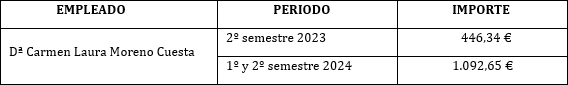 EMPLEADO PERIODO IMPORTE
Dª Carmen Laura Moreno Cuesta
2º semestre 2023 446,34 €
1º y 2º semestre 2024 1.092,65 €